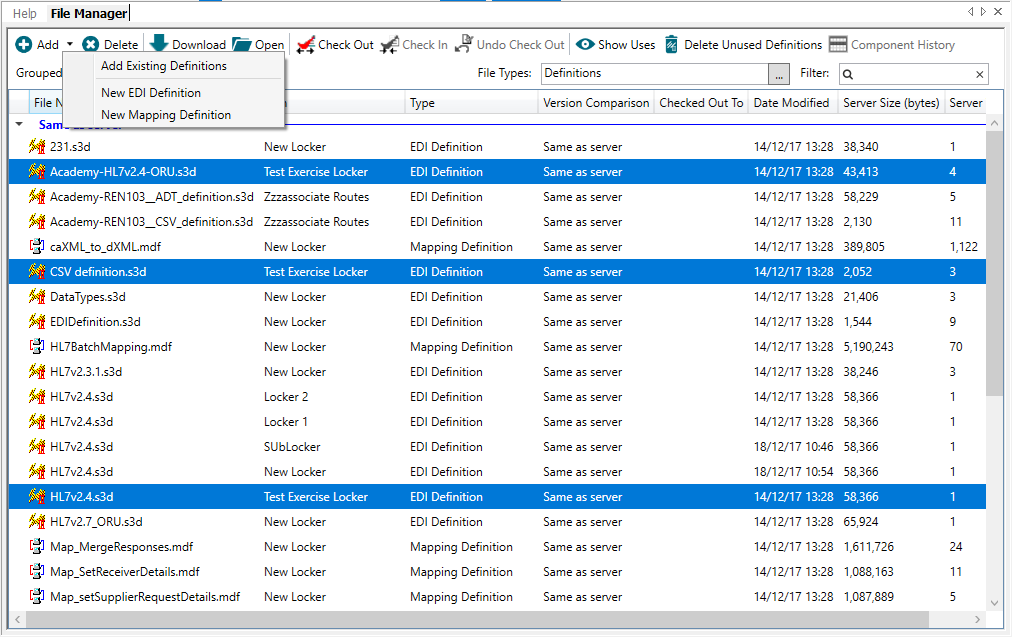 Help File Manager
Add Delete Download Open Check Out Check In Undo Check Out Show Uses Delete Unused Definitions Component History
Add Existing Definitions
New EDI Definition
New Mapping Definition
Grouped File Types: Definitions ... Filter:
File N Type Version Comparison Checked Out To Date Modified Server Size (bytes) Server
Same as server
231.s3d New Locker EDI Definition Same as server 14/12/17 13:28 38,340 1
Academy-HL7v2.4-ORU.s3d Test Exercise Locker EDI Definition Same as server 14/12/17 13:28 43,413 4
Academy-REN103__ADT_definition.s3d Zzzassociate Routes EDI Definition Same as server 14/12/17 13:28 58,229 5
Academy-REN103__CSV_definition.s3d Zzzassociate Routes EDI Definition Same as server 14/12/17 13:28 2,130 11
caXML_to_dXML.mdf New Locker Mapping Definition Same as server 14/12/17 13:28 389,805 1,122
CSV definition.s3d Test Exercise Locker EDI Definition Same as server 14/12/17 13:28 2,052 3
DataTypes.s3d New Locker EDI Definition Same as server 14/12/17 13:28 21,406 3
EDIDefinition.s3d New Locker EDI Definition Same as server 14/12/17 13:28 1,544 9
HL7BatchMapping.mdf New Locker Mapping Definition Same as server 14/12/17 13:28 5,190,243 70
HL7v2.3.1.s3d New Locker EDI Definition Same as server 14/12/17 13:28 38,246 3
HL7v2.4.s3d Locker 2 EDI Definition Same as server 14/12/17 13:28 58,366 1
HL7v2.4.s3d Locker 1 EDI Definition Same as server 14/12/17 13:28 58,366 1
HL7v2.4.s3d SUbLocker EDI Definition Same as server 18/12/17 10:46 58,366 1
HL7v2.4.s3d New Locker EDI Definition Same as server 18/12/17 10:54 58,366 1
HL7v2.4.s3d Test Exercise Locker EDI Definition Same as server 14/12/17 13:28 58,366 1
HL7v2.7_ORU.s3d New Locker EDI Definition Same as server 14/12/17 13:28 65,924 1
Map_MergeResponses.mdf New Locker Mapping Definition Same as server 14/12/17 13:28 1,611,726 24
Map_SetReceiverDetails.mdf New Locker Mapping Definition Same as server 14/12/17 13:28 1,088,163 11
Map_setSupplierRequestDetails.mdf New Locker Mapping Definition Same as server 14/12/17 13:28 1,087,889 5